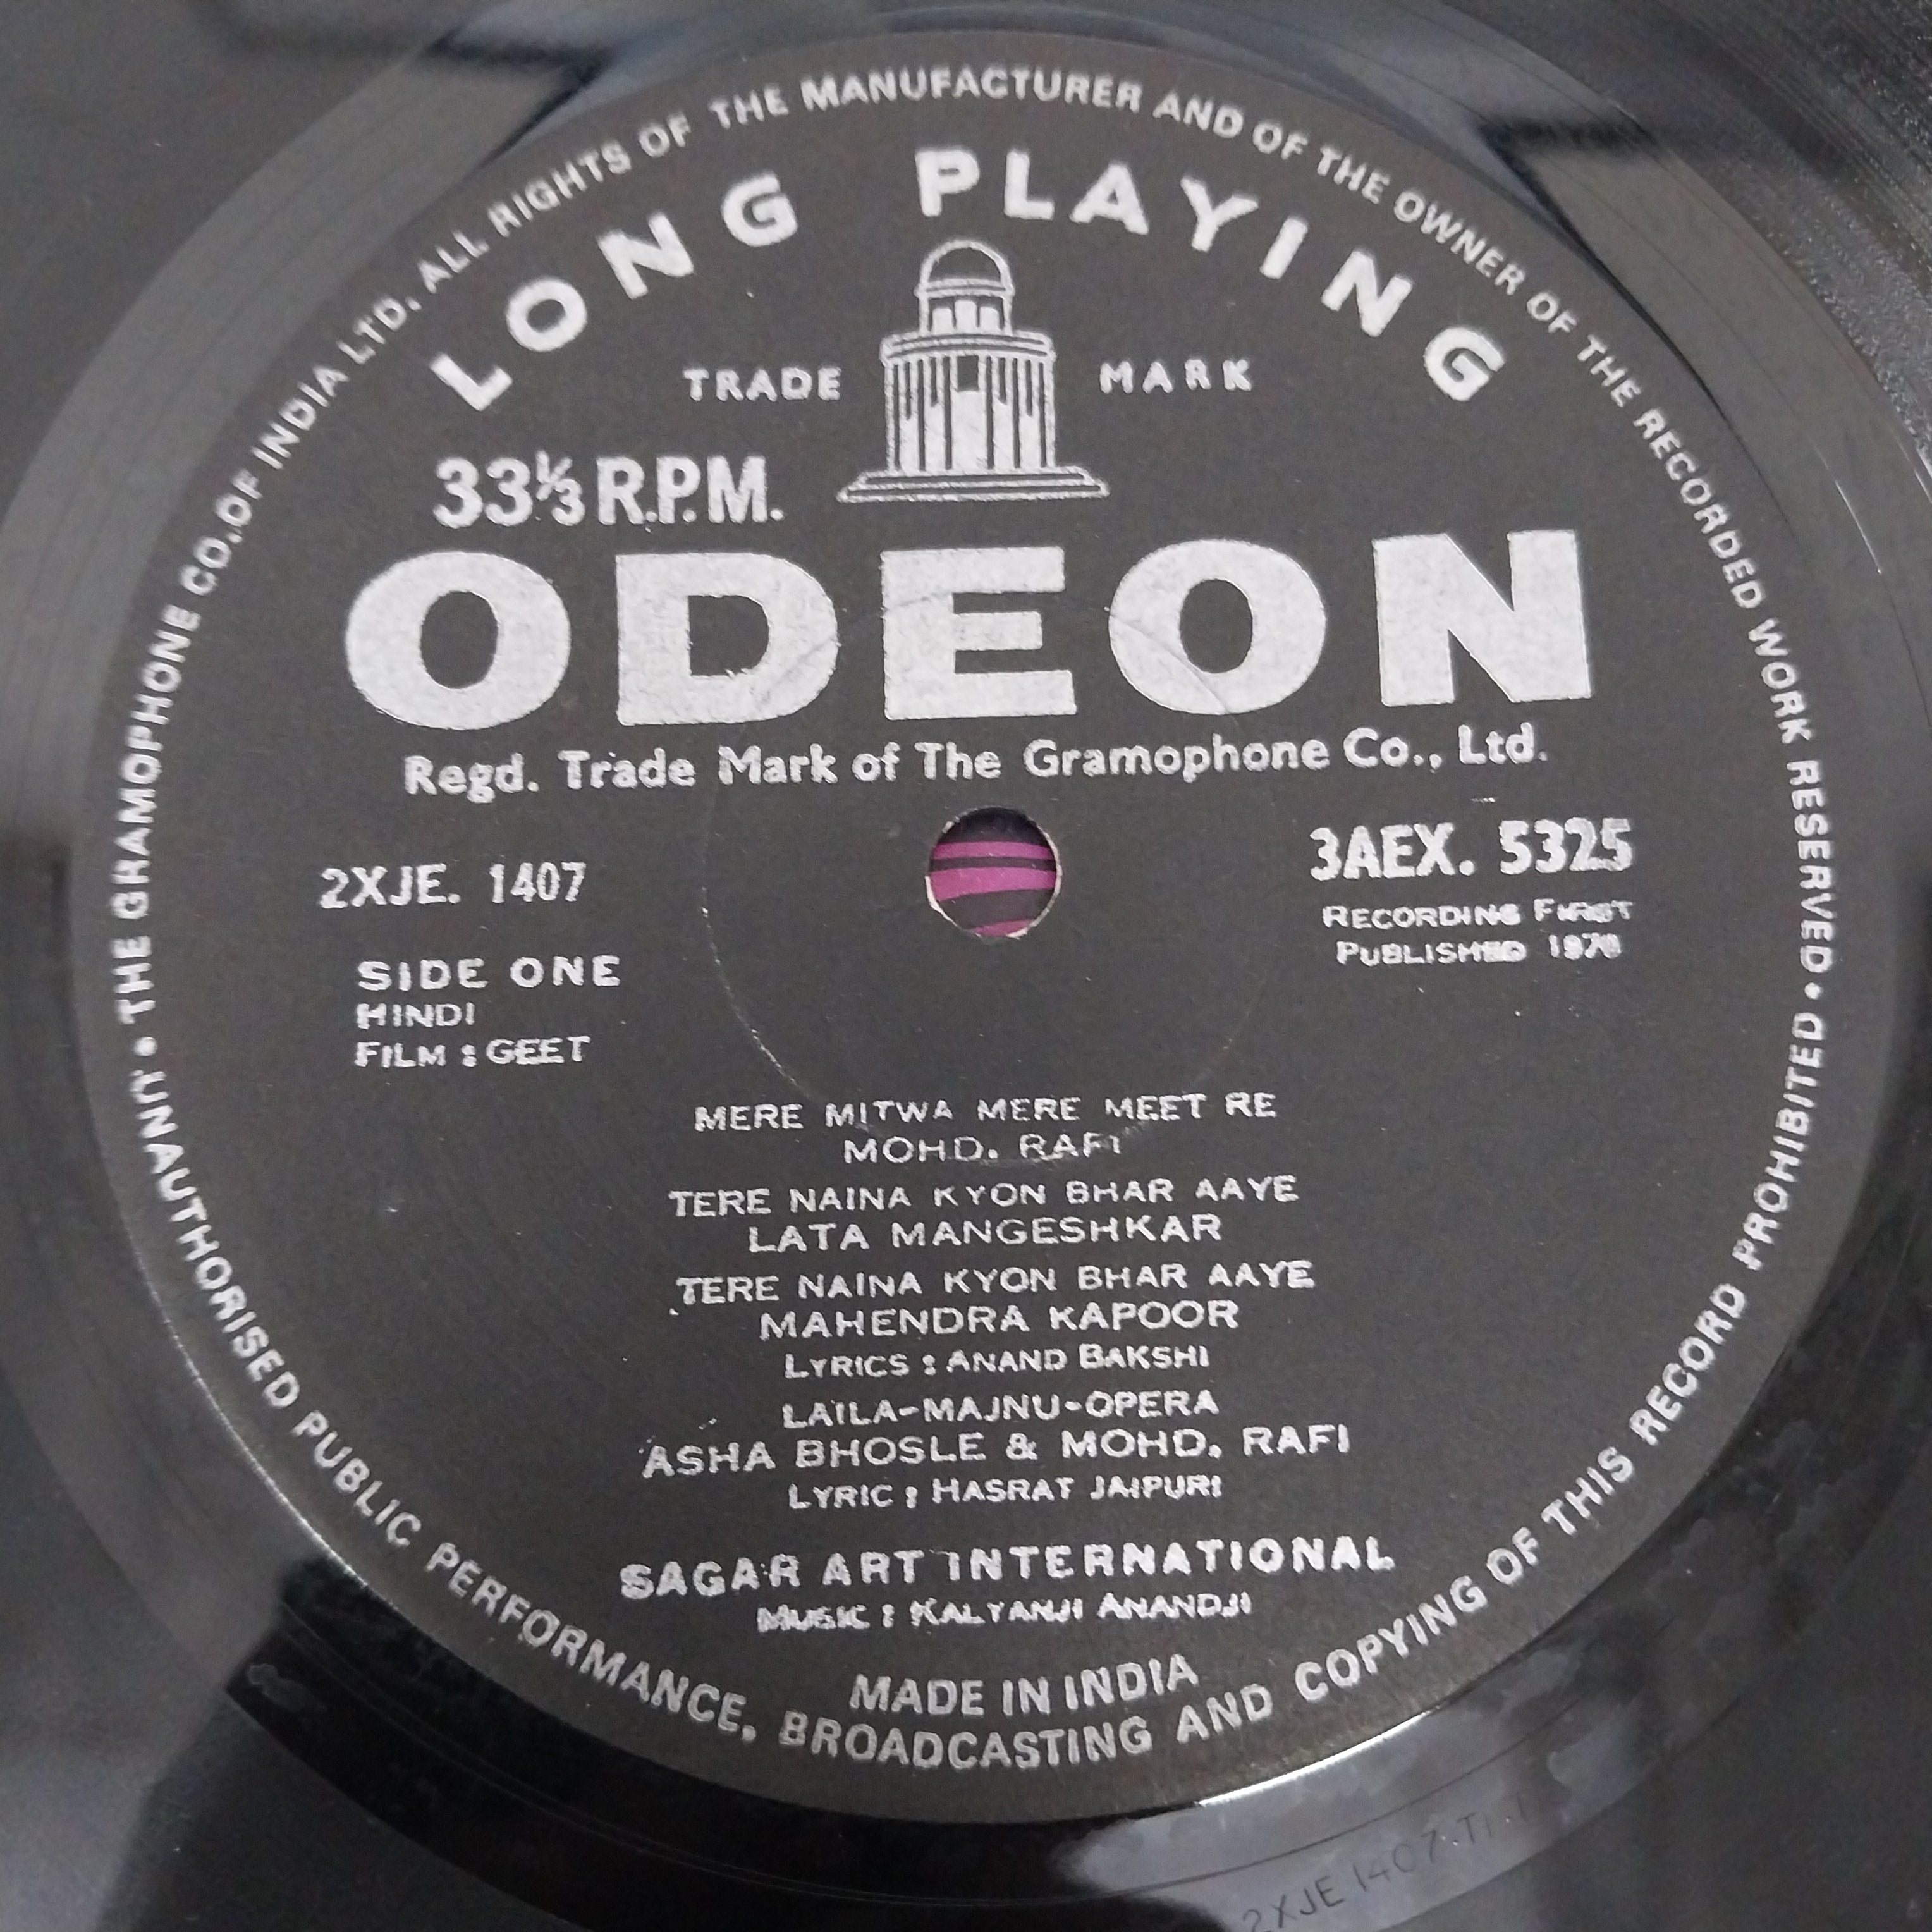 THE GRAMOPHONE CO. OF INDIA LTD. ALL RIGHTS OF THE MANUFACTURER AND OF THE OWNER OF THE RECORDED WORK RESERVED •
LONG PLAYING
TRADE MARK
33⅓ R.P.M.
ODEON
Regd. Trade Mark of The Gramophone Co., Ltd.
2XJE. 1407
3AEX. 5325
RECORDING FIRST
PUBLISHED 1970
SIDE ONE
HINDI
FILM : GEET
MERE MITWA MERE MEET RE
MOHD. RAFI
TERE NAINA KYON BHAR AAYE
LATA MANGESHKAR
TERE NAINA KYON BHAR AAYE
MAHENDRA KAPOOR
LYRICS : ANAND BAKSHI
LAILA-MAJNU-OPERA
ASHA BHOSLE & MOHD. RAFI
LYRIC : HASRAT JAIPURI
SAGAR ART INTERNATIONAL
MUSIC : KALYANJI ANANDJI
MADE IN INDIA
UNAUTHORISED PUBLIC PERFORMANCE, BROADCASTING AND COPYING OF THIS RECORD PROHIBITED
2XJE 1407